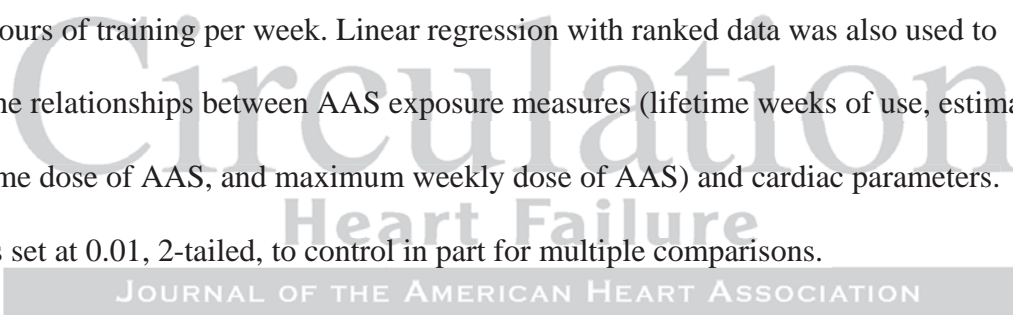 ours of training per week. Linear regression with ranked data was also used to
Circulation
e relationships between AAS exposure measures (lifetime weeks of use, estima
me dose of AAS, and maximum weekly dose of AAS) and cardiac parameters.
Heart Failure
s set at 0.01, 2-tailed, to control in part for multiple comparisons.
JOURNAL OF THE AMERICAN HEART ASSOCIATION